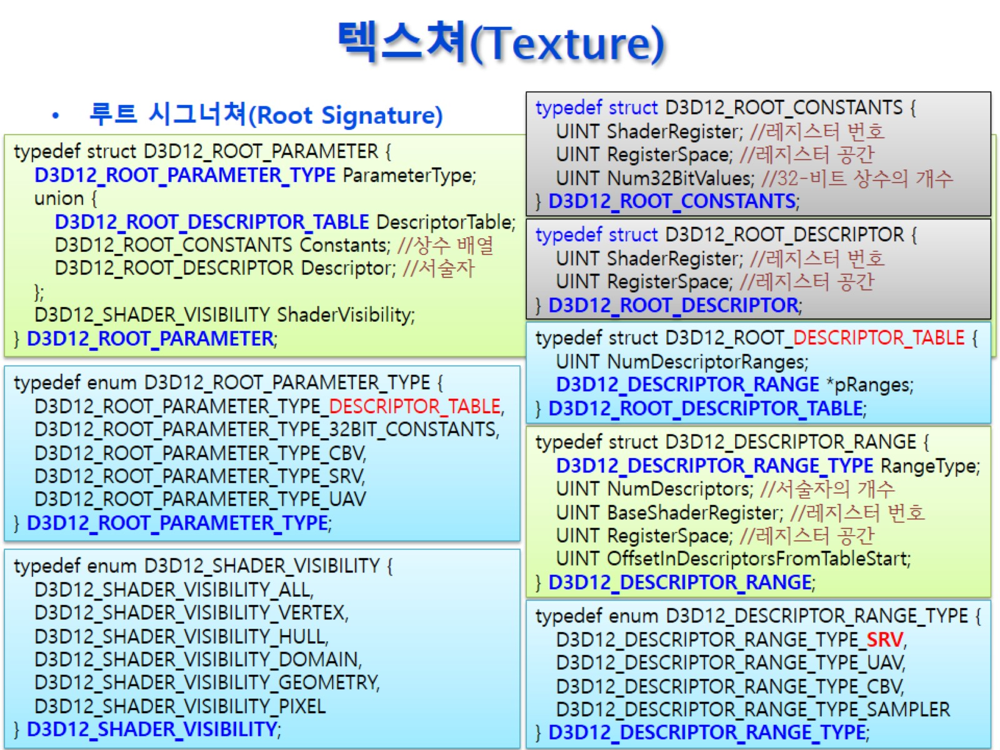 텍스쳐(Texture)
• 루트 시그너쳐(Root Signature)
typedef struct D3D12_ROOT_PARAMETER {
D3D12_ROOT_PARAMETER_TYPE ParameterType;
union {
D3D12_ROOT_DESCRIPTOR_TABLE DescriptorTable;
D3D12_ROOT_CONSTANTS Constants; //상수 배열
D3D12_ROOT_DESCRIPTOR Descriptor; //서술자
};
D3D12_SHADER_VISIBILITY ShaderVisibility;
} D3D12_ROOT_PARAMETER;
typedef enum D3D12_ROOT_PARAMETER_TYPE {
D3D12_ROOT_PARAMETER_TYPE_DESCRIPTOR_TABLE,
D3D12_ROOT_PARAMETER_TYPE_32BIT_CONSTANTS,
D3D12_ROOT_PARAMETER_TYPE_CBV,
D3D12_ROOT_PARAMETER_TYPE_SRV,
D3D12_ROOT_PARAMETER_TYPE_UAV
} D3D12_ROOT_PARAMETER_TYPE;
typedef enum D3D12_SHADER_VISIBILITY {
D3D12_SHADER_VISIBILITY_ALL,
D3D12_SHADER_VISIBILITY_VERTEX,
D3D12_SHADER_VISIBILITY_HULL,
D3D12_SHADER_VISIBILITY_DOMAIN,
D3D12_SHADER_VISIBILITY_GEOMETRY,
D3D12_SHADER_VISIBILITY_PIXEL
} D3D12_SHADER_VISIBILITY;
typedef struct D3D12_ROOT_CONSTANTS {
UINT ShaderRegister; //레지스터 번호
UINT RegisterSpace; //레지스터 공간
UINT Num32BitValues; //32-비트 상수의 개수
} D3D12_ROOT_CONSTANTS;
typedef struct D3D12_ROOT_DESCRIPTOR {
UINT ShaderRegister; //레지스터 번호
UINT RegisterSpace; //레지스터 공간
} D3D12_ROOT_DESCRIPTOR;
typedef struct D3D12_ROOT_DESCRIPTOR_TABLE {
UINT NumDescriptorRanges;
D3D12_DESCRIPTOR_RANGE *pRanges;
} D3D12_ROOT_DESCRIPTOR_TABLE;
typedef struct D3D12_DESCRIPTOR_RANGE {
D3D12_DESCRIPTOR_RANGE_TYPE RangeType;
UINT NumDescriptors; //서술자의 개수
UINT BaseShaderRegister; //레지스터 번호
UINT RegisterSpace; //레지스터 공간
UINT OffsetInDescriptorsFromTableStart;
} D3D12_DESCRIPTOR_RANGE;
typedef enum D3D12_DESCRIPTOR_RANGE_TYPE {
D3D12_DESCRIPTOR_RANGE_TYPE_SRV,
D3D12_DESCRIPTOR_RANGE_TYPE_UAV,
D3D12_DESCRIPTOR_RANGE_TYPE_CBV,
D3D12_DESCRIPTOR_RANGE_TYPE_SAMPLER
} D3D12_DESCRIPTOR_RANGE_TYPE;